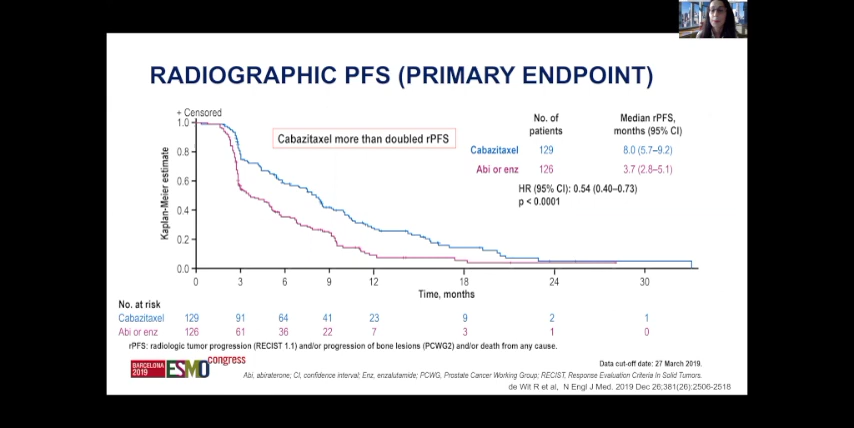 RADIOGRAPHIC PFS (PRIMARY ENDPOINT)
+ Censored
1.0
0.8
0.6
0.4
0.2
0.0
Kaplan-Meier estimate
Cabazitaxel more than doubled rPFS
No. of patients
Median rPFS, months (95% CI)
Cabazitaxel 129 8.0 (5.7–9.2)
Abi or enz 126 3.7 (2.8–5.1)
HR (95% CI): 0.54 (0.40–0.73)
p < 0.0001
0 3 6 9 12 18 24 30
Time, months
No. at risk
Cabazitaxel 129 91 64 41 23 9 2 1
Abi or enz 126 61 36 22 7 3 1 0
rPFS: radiologic tumor progression (RECIST 1.1) and/or progression of bone lesions (PCWG2) and/or death from any cause.
BARCELONA 2019 ESMO congress
Data cut-off date: 27 March 2019.
Abi, abiraterone; CI, confidence interval; Enz, enzalutamide; PCWG, Prostate Cancer Working Group; RECIST, Response Evaluation Criteria In Solid Tumors.
de Wit R et al, N Engl J Med. 2019 Dec 26;381(26):2506-2518